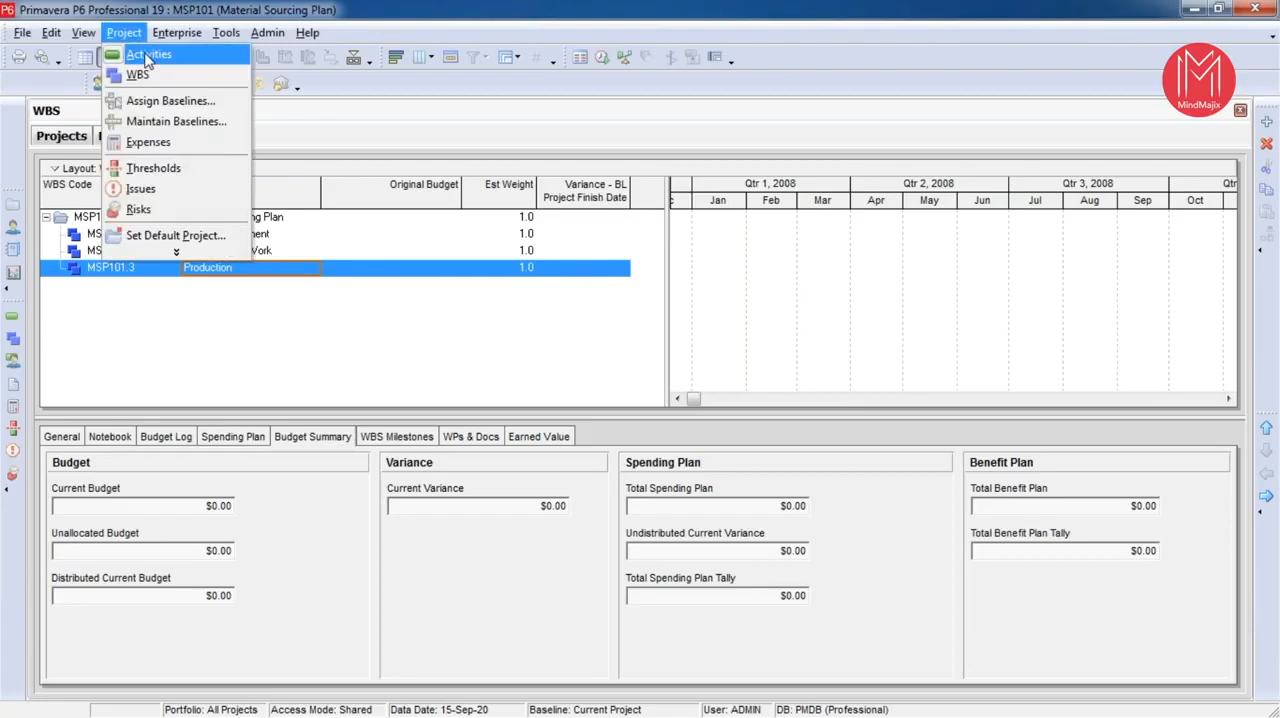 P6 Primavera P6 Professional 19 : MSP101 (Material Sourcing Plan)
File Edit View Project Enterprise Tools Admin Help
Activities
WBS
Assign Baselines...
Maintain Baselines...
Expenses
Thresholds
Issues
Risks
Set Default Project...
MindMajix
WBS
Projects
Layout:
WBS Code Original Budget Est Weight Variance - BL Project Finish Date
Qtr 1, 2008 Qtr 2, 2008 Qtr 3, 2008 Qtr
c Jan Feb Mar Apr May Jun Jul Aug Sep Oct
MSP1 ng Plan 1.0
MS ment 1.0
MS Work 1.0
MSP101.3 Production 1.0
General Notebook Budget Log Spending Plan Budget Summary WBS Milestones WPs & Docs Earned Value
Budget Variance Spending Plan Benefit Plan
Current Budget Current Variance Total Spending Plan Total Benefit Plan
$0.00 $0.00 $0.00 $0.00
Unallocated Budget Undistributed Current Variance Total Benefit Plan Tally
$0.00 $0.00 $0.00
Distributed Current Budget Total Spending Plan Tally
$0.00 $0.00
Portfolio: All Projects Access Mode: Shared Data Date: 15-Sep-20 Baseline: Current Project User: ADMIN DB: PMDB (Professional)